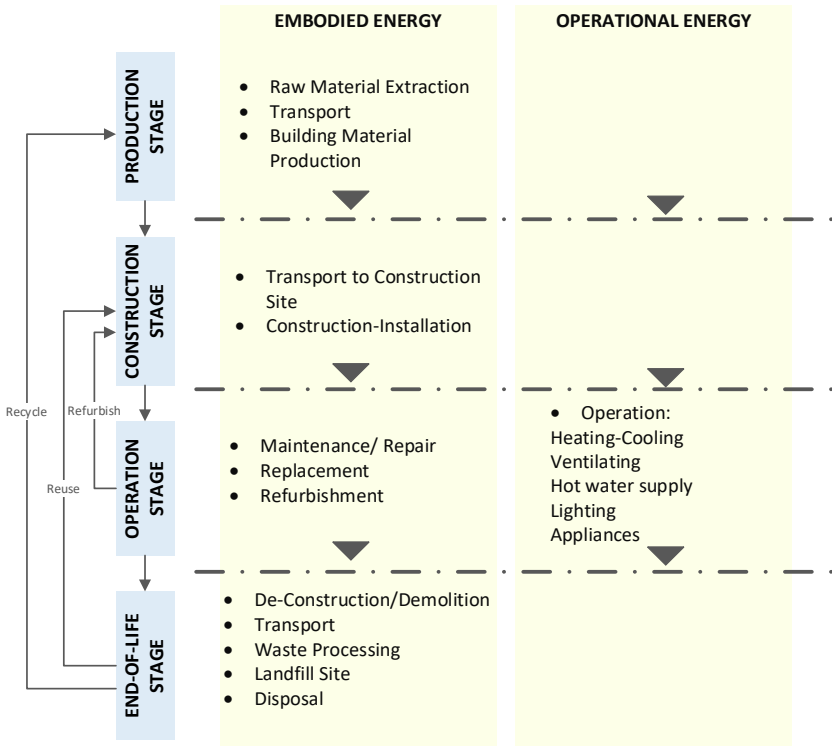 EMBODIED ENERGY
OPERATIONAL ENERGY
PRODUCTION
STAGE
• Raw Material Extraction
• Transport
• Building Material
Production
CONSTRUCTION
STAGE
• Transport to Construction
Site
• Construction-Installation
Recycle
Refurbish
Reuse
OPERATION
STAGE
• Maintenance/ Repair
• Replacement
• Refurbishment
• Operation:
Heating-Cooling
Ventilating
Hot water supply
Lighting
Appliances
END-OF-LIFE
STAGE
• De-Construction/Demolition
• Transport
• Waste Processing
• Landfill Site
• Disposal